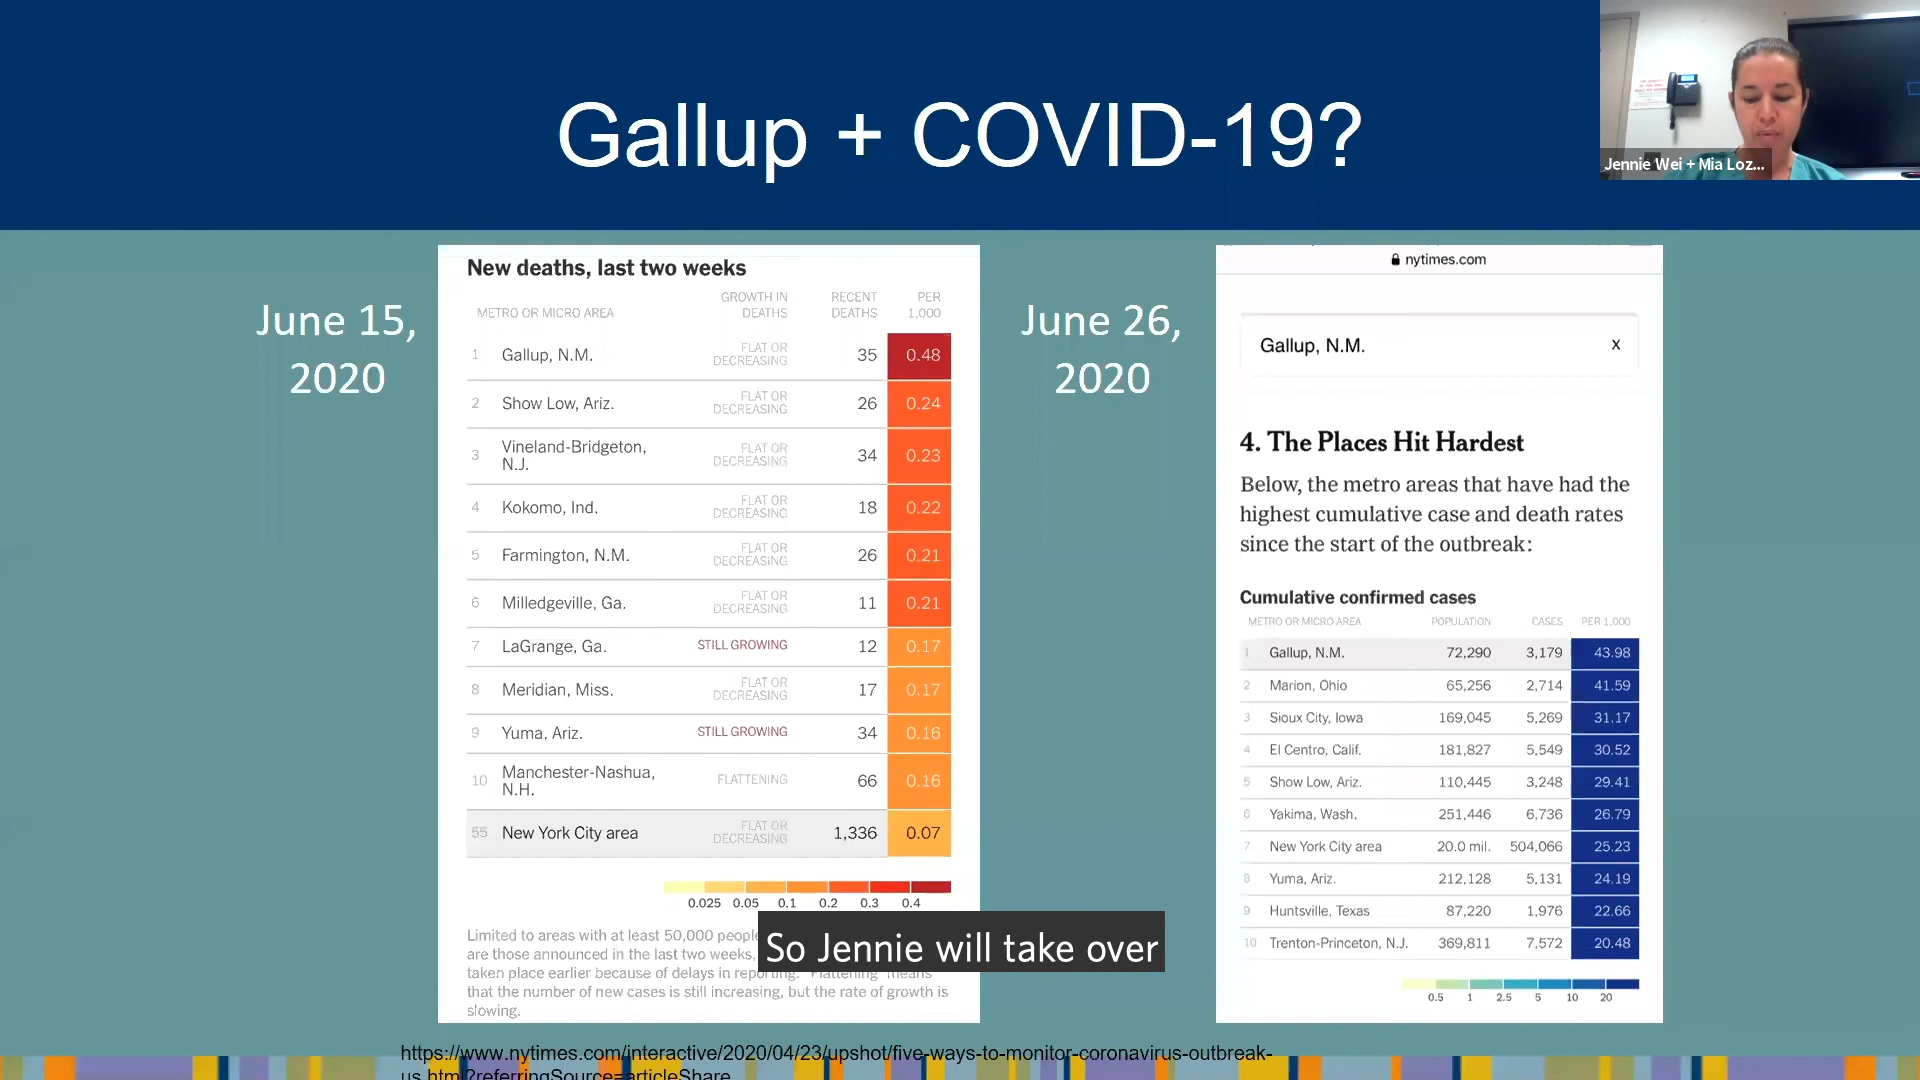 Gallup + COVID-19?
Jennie Wei + Mia Loz...
June 15,
2020
New deaths, last two weeks
METRO OR MICRO AREA GROWTH IN DEATHS RECENT DEATHS PER 1,000
1 Gallup, N.M. FLAT OR DECREASING 35 0.48
2 Show Low, Ariz. FLAT OR DECREASING 26 0.24
3 Vineland-Bridgeton, N.J. FLAT OR DECREASING 34 0.23
4 Kokomo, Ind. FLAT OR DECREASING 18 0.22
5 Farmington, N.M. FLAT OR DECREASING 26 0.21
6 Milledgeville, Ga. FLAT OR DECREASING 11 0.21
7 LaGrange, Ga. STILL GROWING 12 0.17
8 Meridian, Miss. FLAT OR DECREASING 17 0.17
9 Yuma, Ariz. STILL GROWING 34 0.16
10 Manchester-Nashua, N.H. FLATTENING 66 0.16
55 New York City area FLAT OR DECREASING 1,336 0.07
0.025 0.05 0.1 0.2 0.3 0.4
Limited to areas with at least 50,000 people
are those announced in the last two weeks,
taken place earlier because of delays in reporting. "Flattening" means
that the number of new cases is still increasing, but the rate of growth is
slowing.
June 26,
2020
nytimes.com
Gallup, N.M. x
4. The Places Hit Hardest
Below, the metro areas that have had the
highest cumulative case and death rates
since the start of the outbreak:
Cumulative confirmed cases
METRO OR MICRO AREA POPULATION CASES PER 1,000
1 Gallup, N.M. 72,290 3,179 43.98
2 Marion, Ohio 65,256 2,714 41.59
3 Sioux City, Iowa 169,045 5,269 31.17
4 El Centro, Calif. 181,827 5,549 30.52
5 Show Low, Ariz. 110,445 3,248 29.41
6 Yakima, Wash. 251,446 6,736 26.79
7 New York City area 20.0 mil. 504,066 25.23
8 Yuma, Ariz. 212,128 5,131 24.19
9 Huntsville, Texas 87,220 1,976 22.66
10 Trenton-Princeton, N.J. 369,811 7,572 20.48
0.5 1 2.5 5 10 20
So Jennie will take over
https://www.nytimes.com/interactive/2020/04/23/upshot/five-ways-to-monitor-coronavirus-outbreak-
us.html?referringSource=articleShare